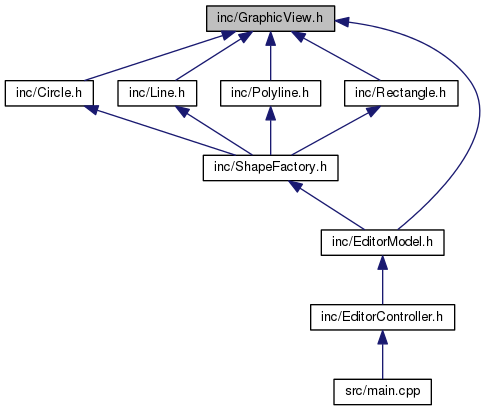 inc/GraphicView.h
inc/Circle.h
inc/Line.h
inc/Polyline.h
inc/Rectangle.h
inc/ShapeFactory.h
inc/EditorModel.h
inc/EditorController.h
src/main.cpp